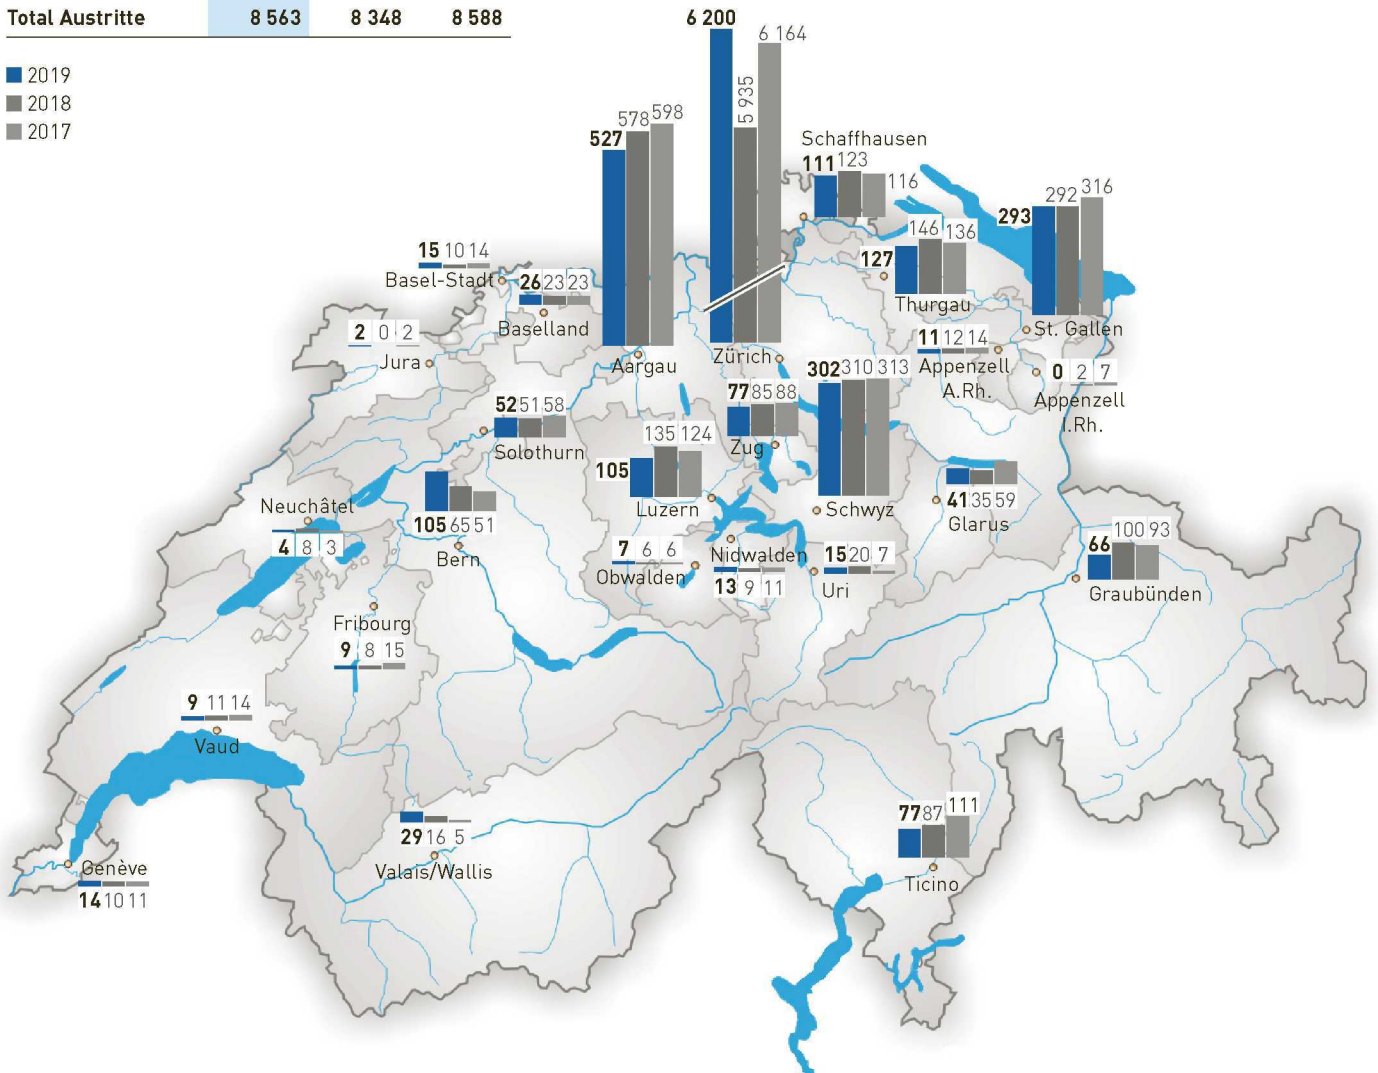 Total Austritte 8 563 8 348 8 588
2019
2018
2017
6 200
5 935
6 164
527 578 598
Aargau
Zürich
Schaffhausen
111 123 116
293 292 316
St. Gallen
127 146 136
Thurgau
15 10 14
Basel-Stadt
26 23 23
Baselland
2 0 2
Jura
11 12 14
Appenzell
A.Rh.
0 2 7
Appenzell
I.Rh.
302 310 313
Schwyz
77 85 88
Zug
52 51 58
Solothurn
105 135 124
Luzern
Neuchâtel
4 8 3
105 65 51
Bern
41 35 59
Glarus
7 6 6
Obwalden
Nidwalden
13 9 11
15 20 7
Uri
66 100 93
Graubünden
Fribourg
9 8 15
9 11 14
Vaud
29 16 5
Valais/Wallis
77 87 111
Ticino
Genève
14 10 11